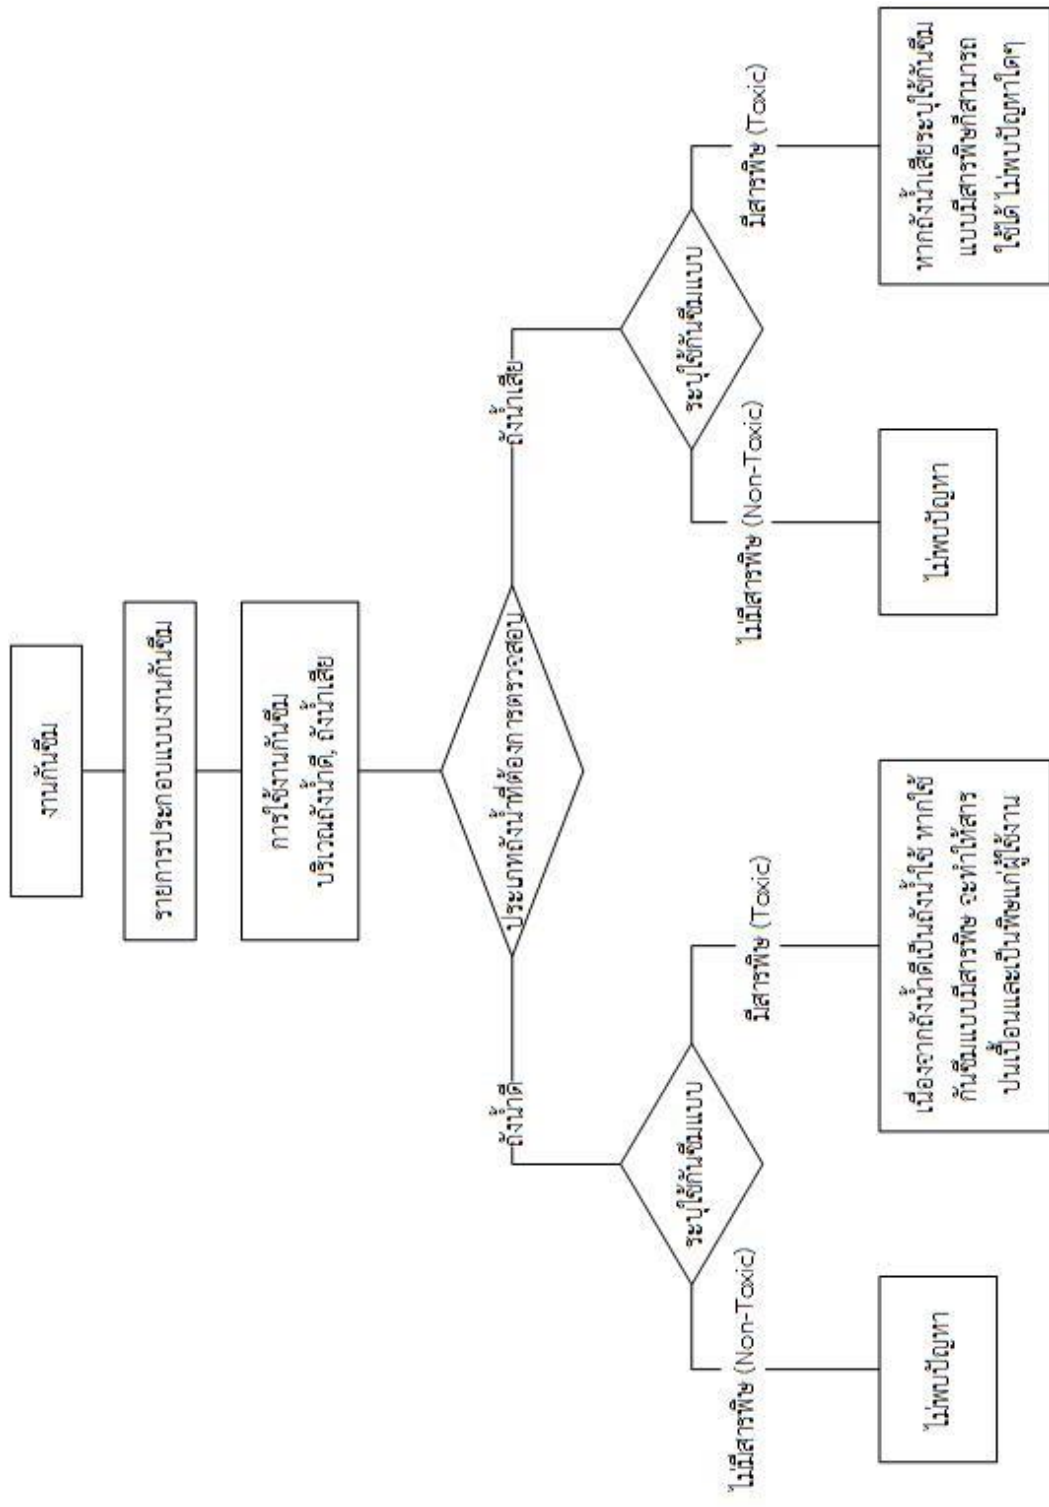 งานกันซึม
รายการประกอบแบบงานกันซึม
การใช้งานกันซึม
บริเวณถังน้ำดี, ถังน้ำเสีย
ประเภทถังน้ำที่ต้องการตรวจสอบ
ถังน้ำดี
ถังน้ำเสีย
ระบุใช้กันซึมแบบ
ระบุใช้กันซึมแบบ
ไม่มีสารพิษ (Non-Toxic)
มีสารพิษ (Toxic)
ไม่มีสารพิษ (Non-Toxic)
มีสารพิษ (Toxic)
ไม่พบปัญหา
เนื่องจากถังน้ำดีเป็นถังน้ำใช้ หากใช้
กันซึมแบบมีสารพิษ จะทำให้สาร
ปนเปื้อนและเป็นพิษแก่ผู้ใช้งาน
ไม่พบปัญหา
หากถังน้ำเสียระบุใช้กันซึม
แบบมีสารพิษก็สามารถ
ใช้ได้ ไม่พบปัญหาใดๆ